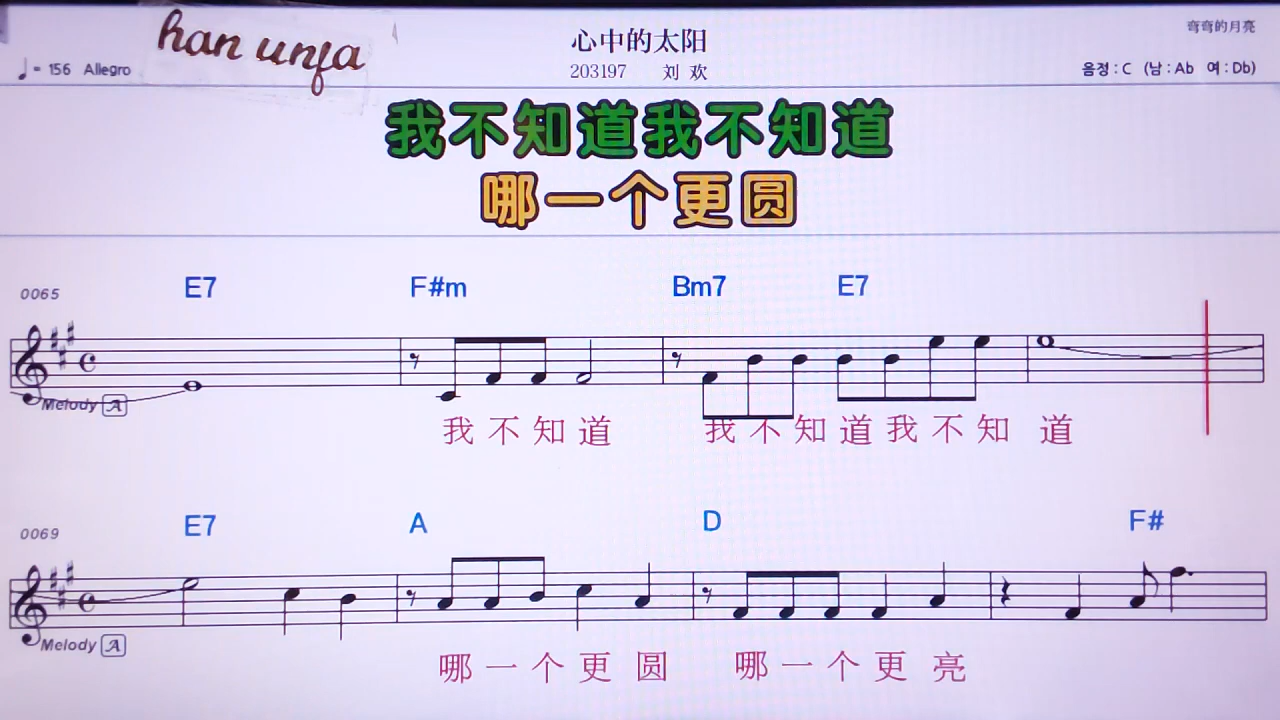 han unfa
心中的太阳
弯弯的月亮
♩= 156 Allegro
203197 刘 欢
음정 : C (남 : Ab 여 : Db)
我不知道我不知道
哪一个更圆
0065 E7 F#m Bm7 E7
Melody A
我 不 知 道 我 不 知 道 我 不 知 道
0069 E7 A D F#
Melody A
哪 一 个 更 圆 哪 一 个 更 亮